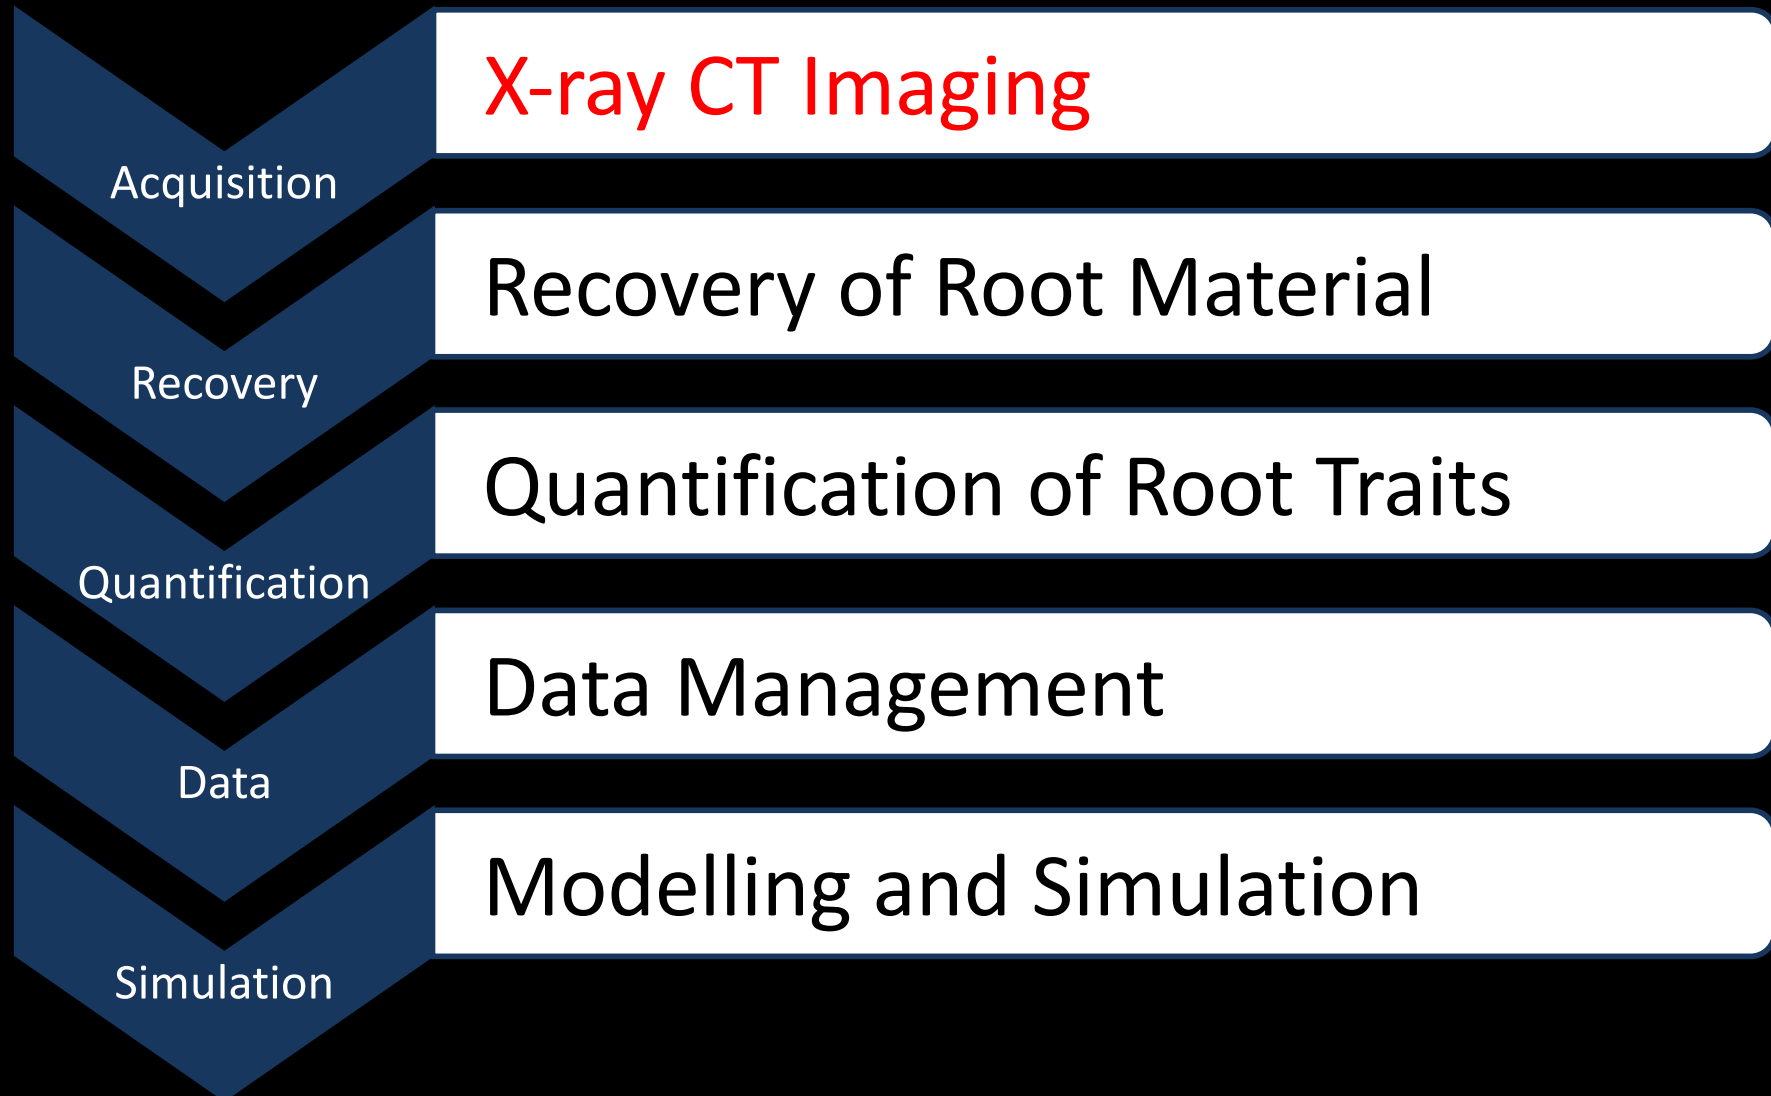 X-ray CT Imaging
Acquisition
Recovery of Root Material
Recovery
Quantification of Root Traits
Quantification
Data Management
Data
Modelling and Simulation
Simulation